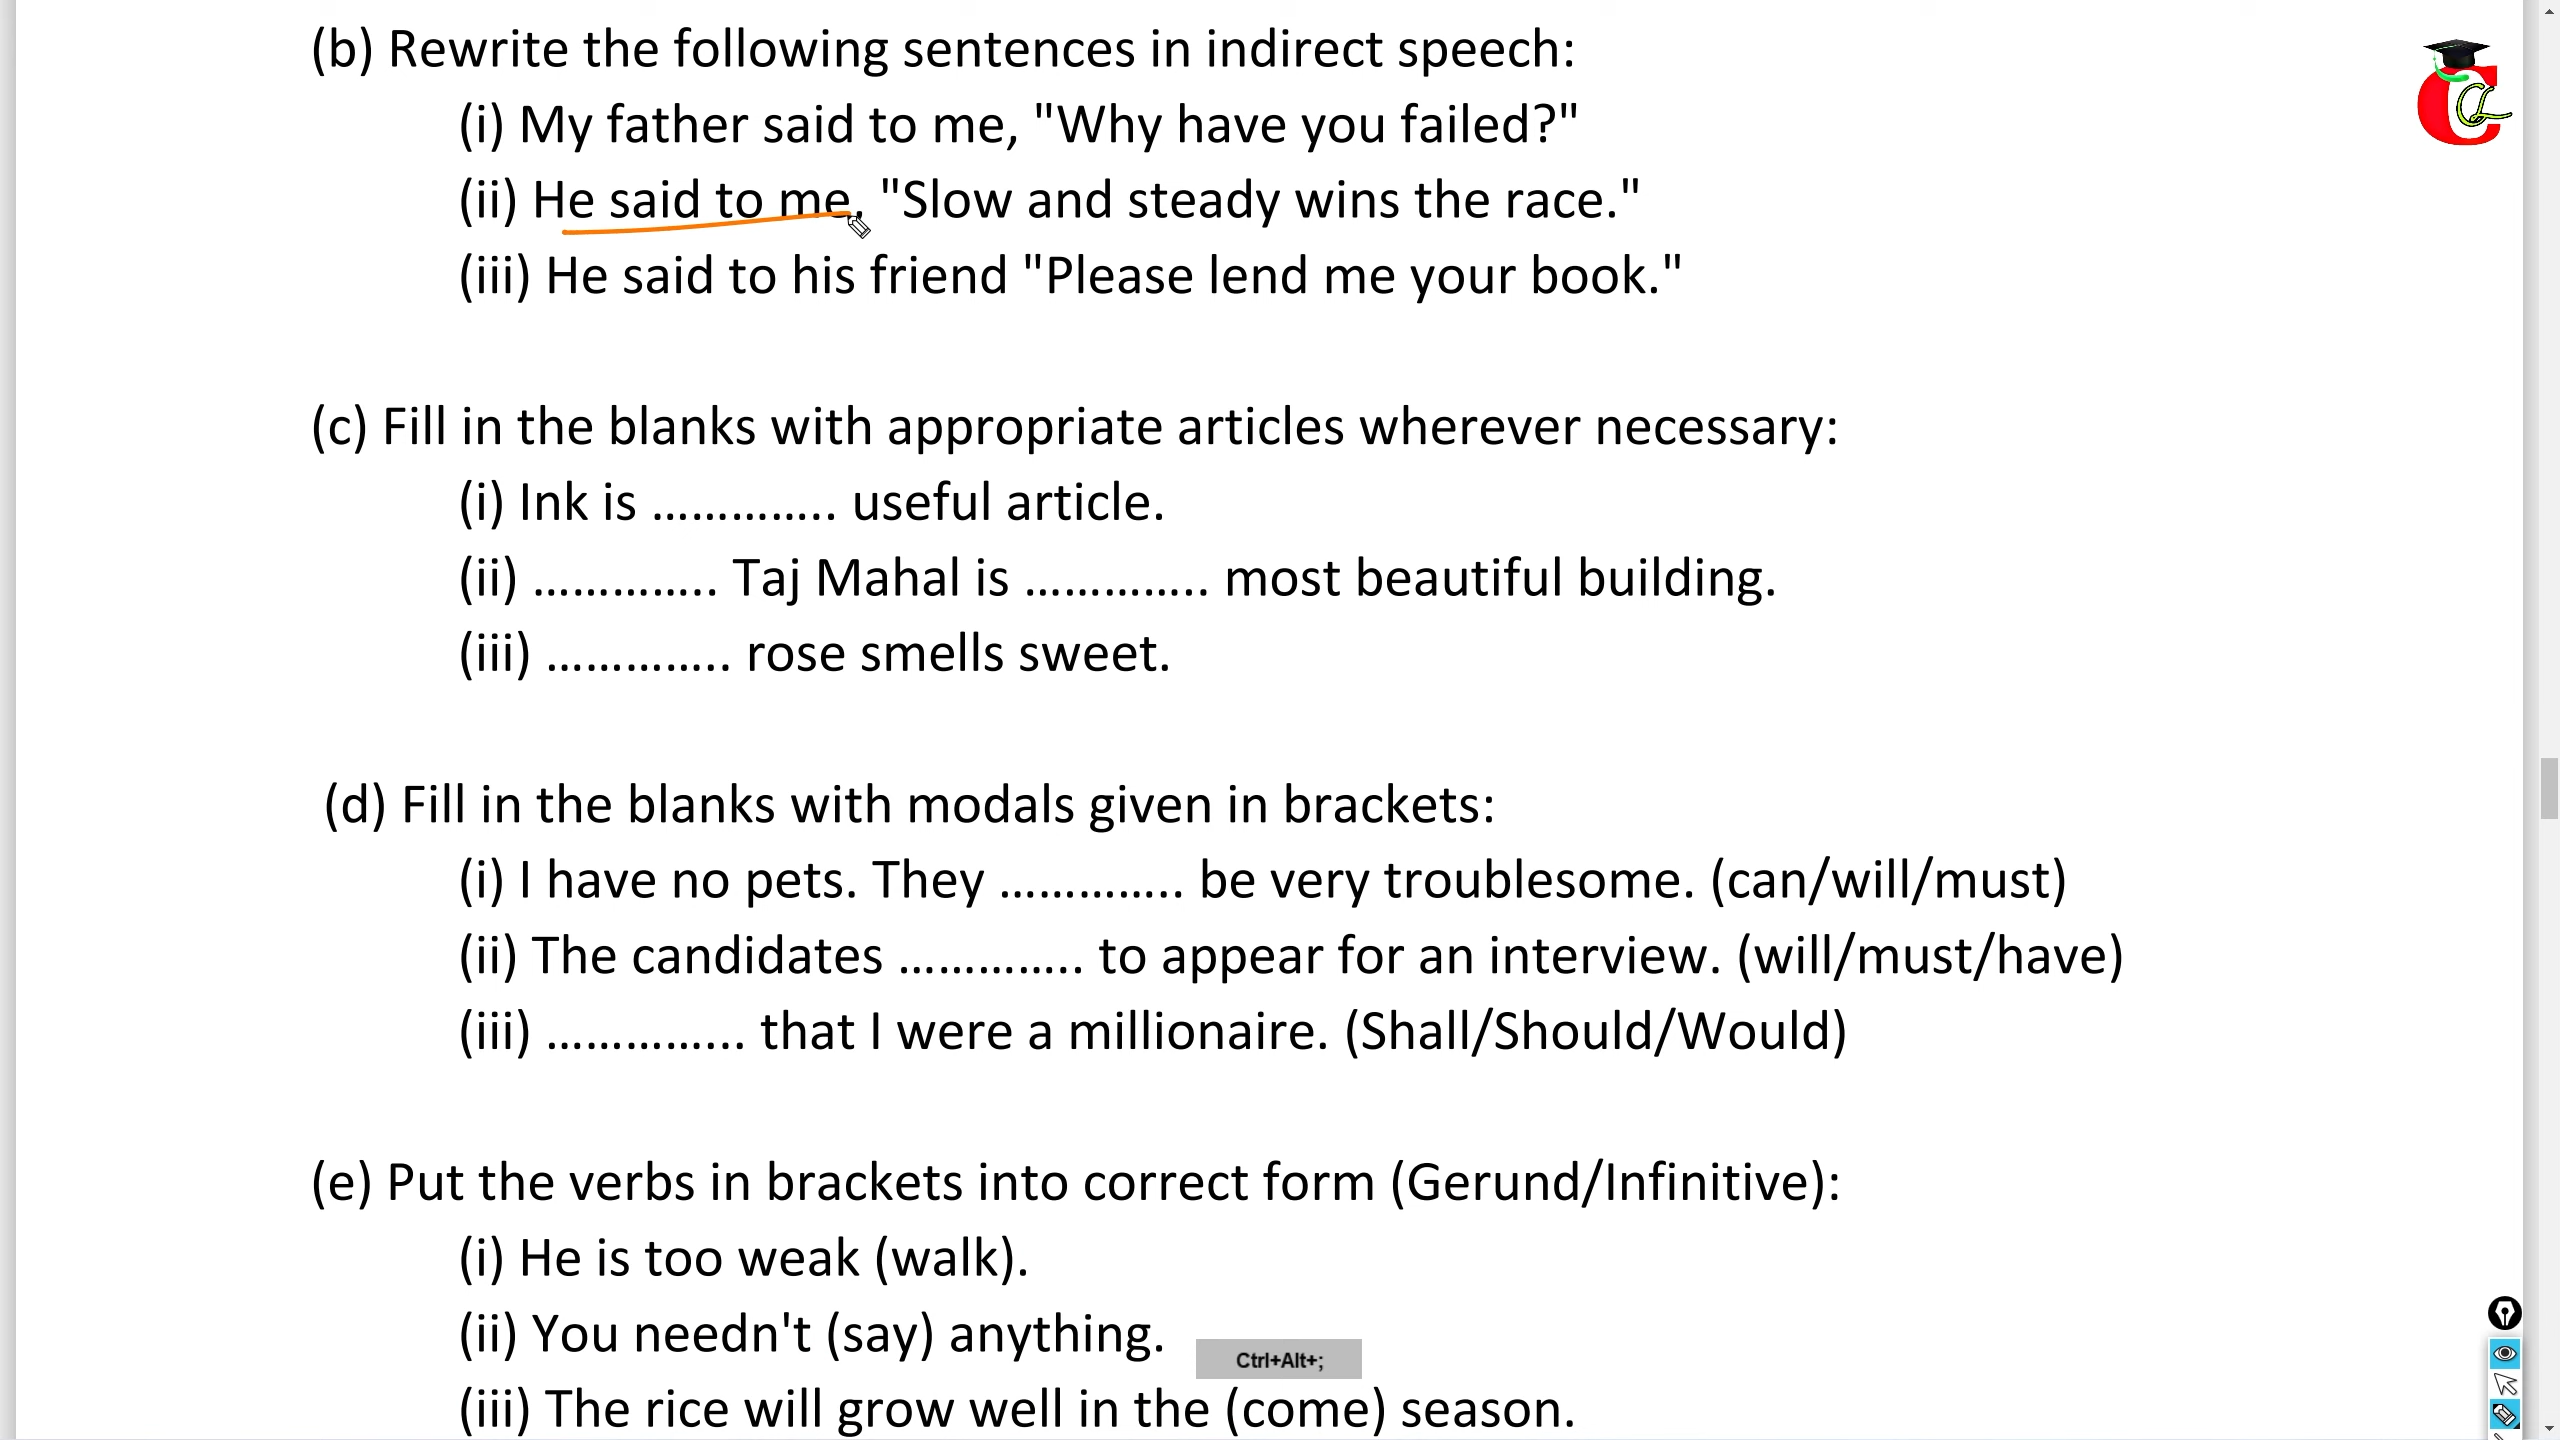 (b) Rewrite the following sentences in indirect speech:
(i) My father said to me, "Why have you failed?"
(ii) He said to me, "Slow and steady wins the race."
(iii) He said to his friend "Please lend me your book."
(c) Fill in the blanks with appropriate articles wherever necessary:
(i) Ink is ………….. useful article.
(ii) ………….. Taj Mahal is ………….. most beautiful building.
(iii) ………….. rose smells sweet.
(d) Fill in the blanks with modals given in brackets:
(i) I have no pets. They ………….. be very troublesome. (can/will/must)
(ii) The candidates ………….. to appear for an interview. (will/must/have)
(iii) ………….. that I were a millionaire. (Shall/Should/Would)
(e) Put the verbs in brackets into correct form (Gerund/Infinitive):
(i) He is too weak (walk).
(ii) You needn't (say) anything.
Ctrl+Alt+;
(iii) The rice will grow well in the (come) season.